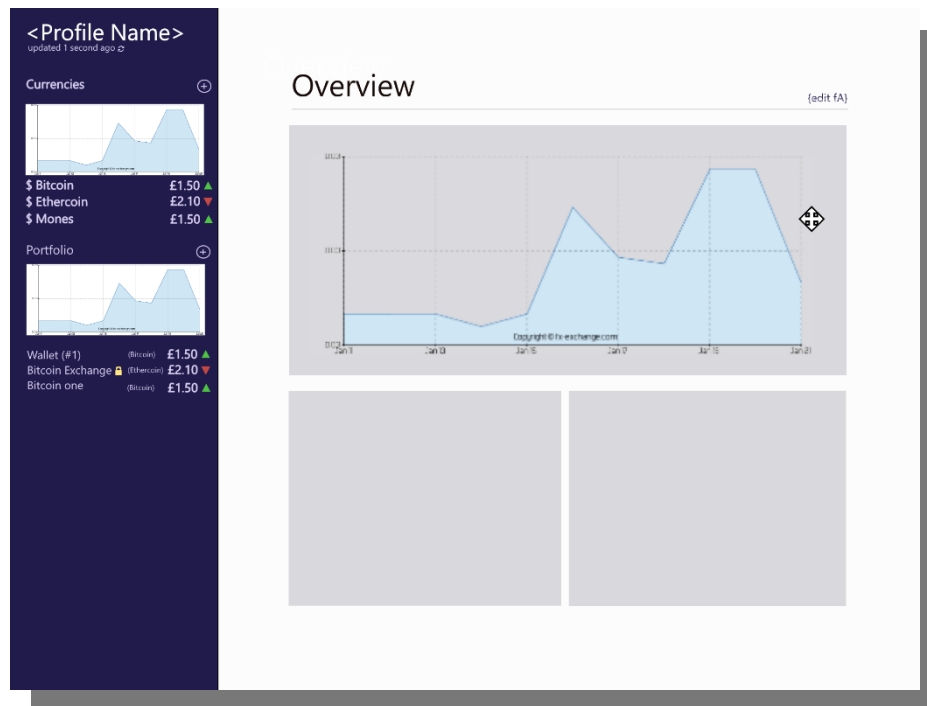 <Profile Name>
updated 1 second ago
Currencies
$ Bitcoin £1.50
$ Ethercoin £2.10
$ Mones £1.50
Portfolio
Wallet (#1) (Bitcoin) £1.50
Bitcoin Exchange (Ethercoin) £2.10
Bitcoin one (Bitcoin) £1.50
Overview
{edit fA}
Copyright © fx-exchange.com
Jan 11 Jan 13 Jan 15 Jan 17 Jan 19 Jan 21